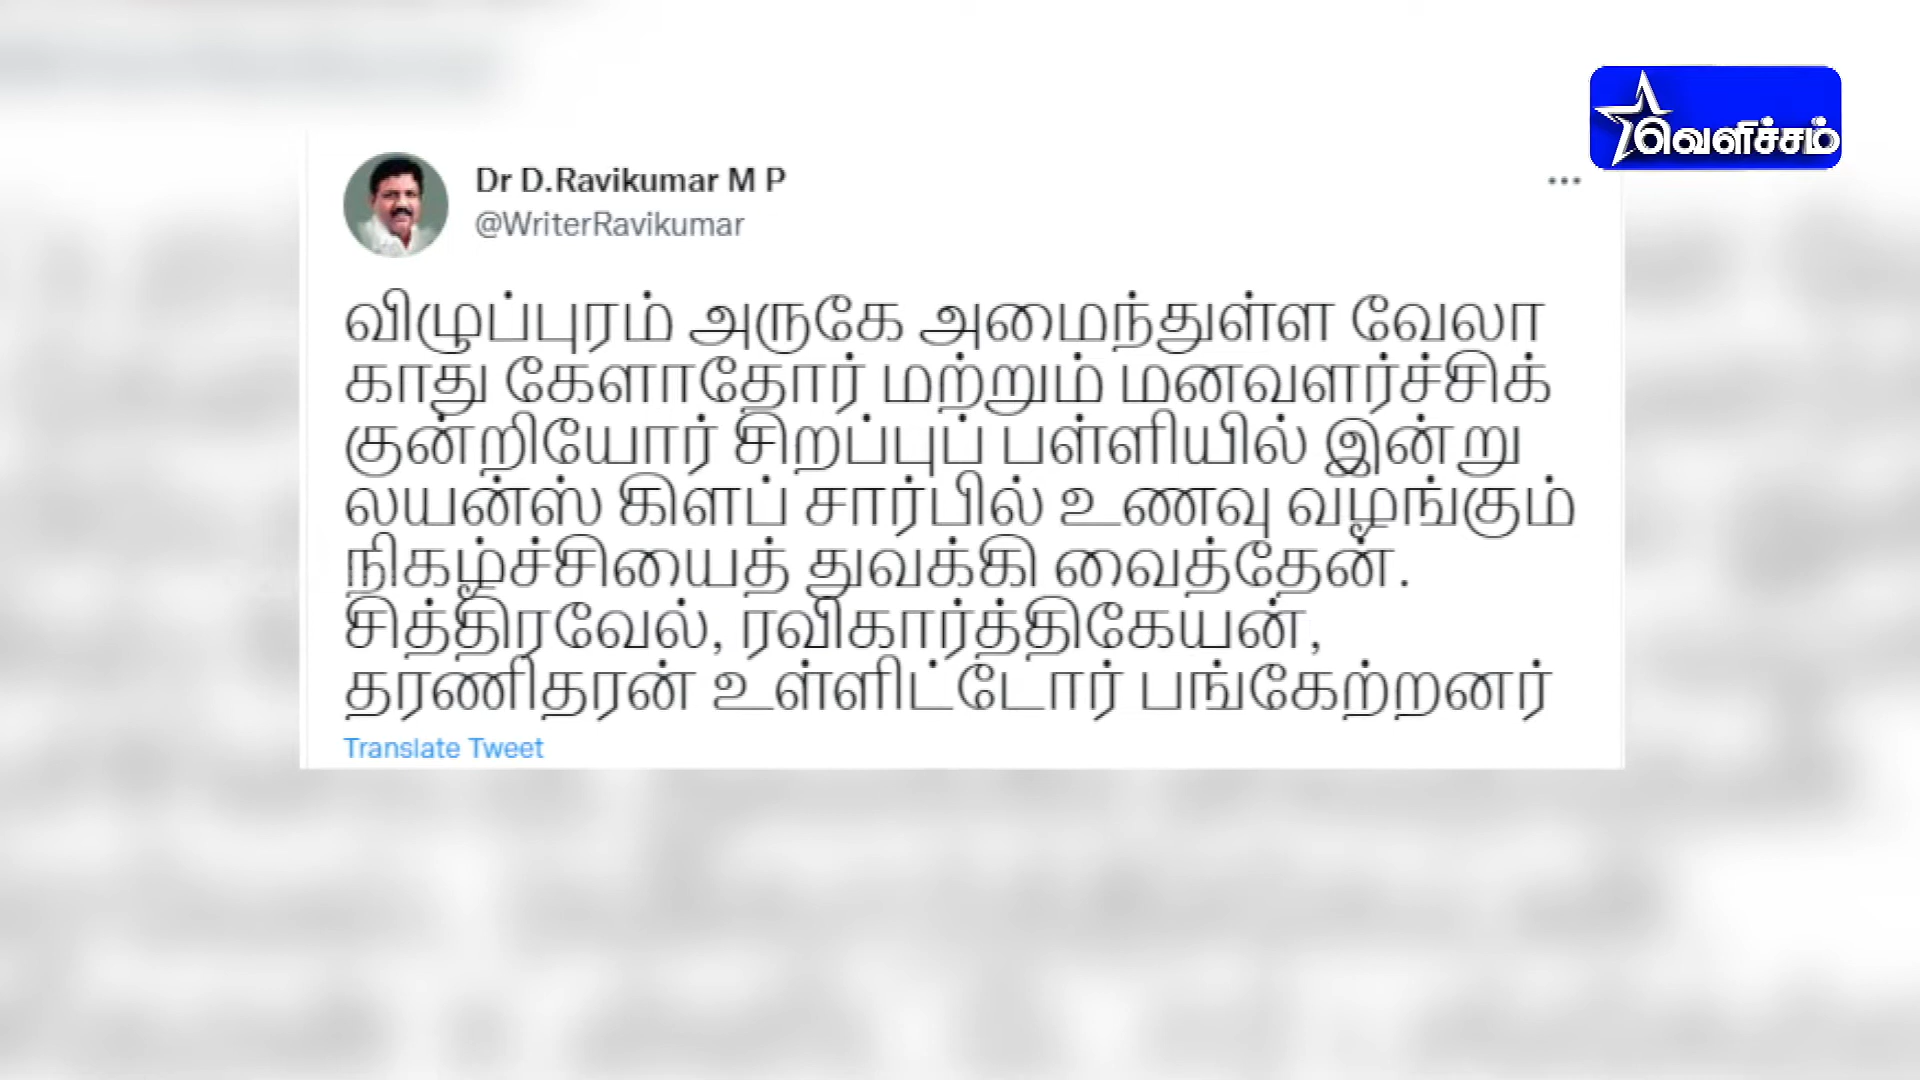 வெளிச்சம்
Dr D.Ravikumar M P
@WriterRavikumar
விழுப்புரம் அருகே அமைந்துள்ள வேலா
காது கேளாதோர் மற்றும் மனவளர்ச்சிக்
குன்றியோர் சிறப்புப் பள்ளியில் இன்று
லயன்ஸ் கிளப் சார்பில் உணவு வழங்கும்
நிகழ்ச்சியைத் துவக்கி வைத்தேன்.
சித்திரவேல், ரவிகார்த்திகேயன்,
தரணிதரன் உள்ளிட்டோர் பங்கேற்றனர்
Translate Tweet